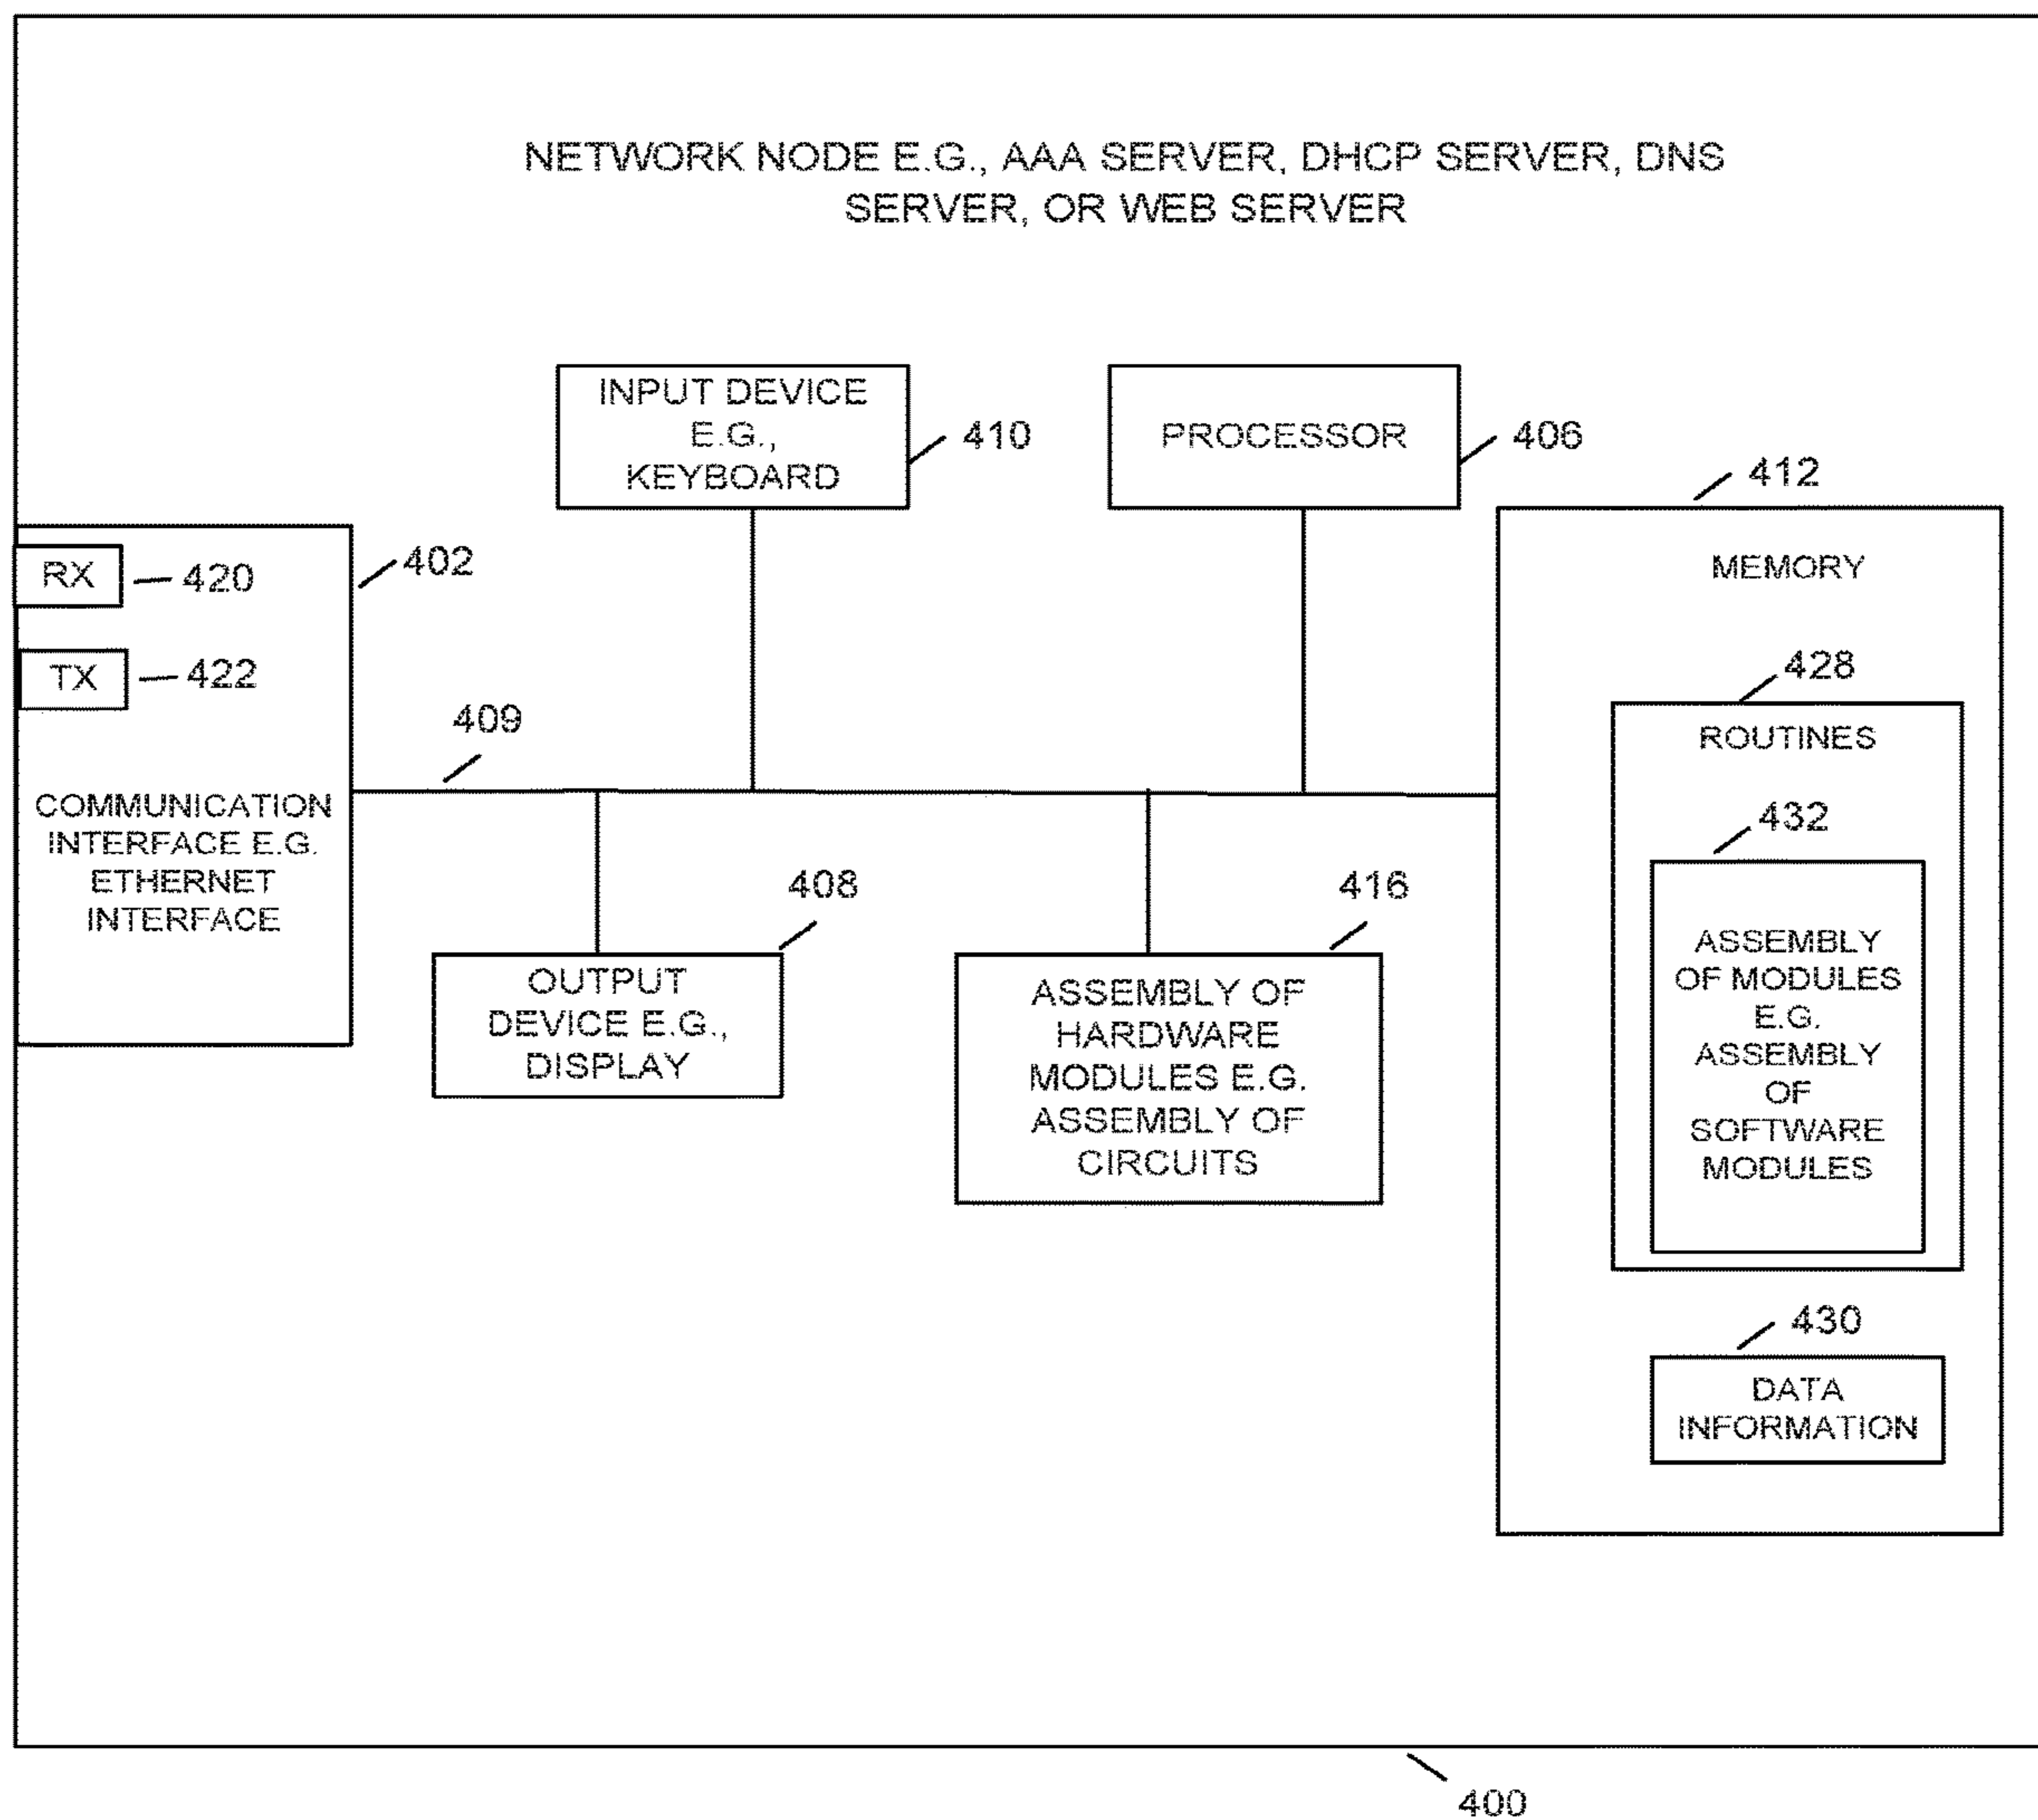 NETWORK NODE E.G., AAA SERVER, DHCP SERVER, DNS
SERVER, OR WEB SERVER
INPUT DEVICE
E.G.,
KEYBOARD
410
PROCESSOR
406
412
MEMORY
RX
420
402
TX
422
409
428
ROUTINES
432
COMMUNICATION
INTERFACE E.G.
ETHERNET
INTERFACE
408
OUTPUT
DEVICE E.G.,
DISPLAY
416
ASSEMBLY OF
HARDWARE
MODULES E.G.
ASSEMBLY OF
CIRCUITS
ASSEMBLY
OF MODULES
E.G.
ASSEMBLY
OF
SOFTWARE
MODULES
430
DATA
INFORMATION
400